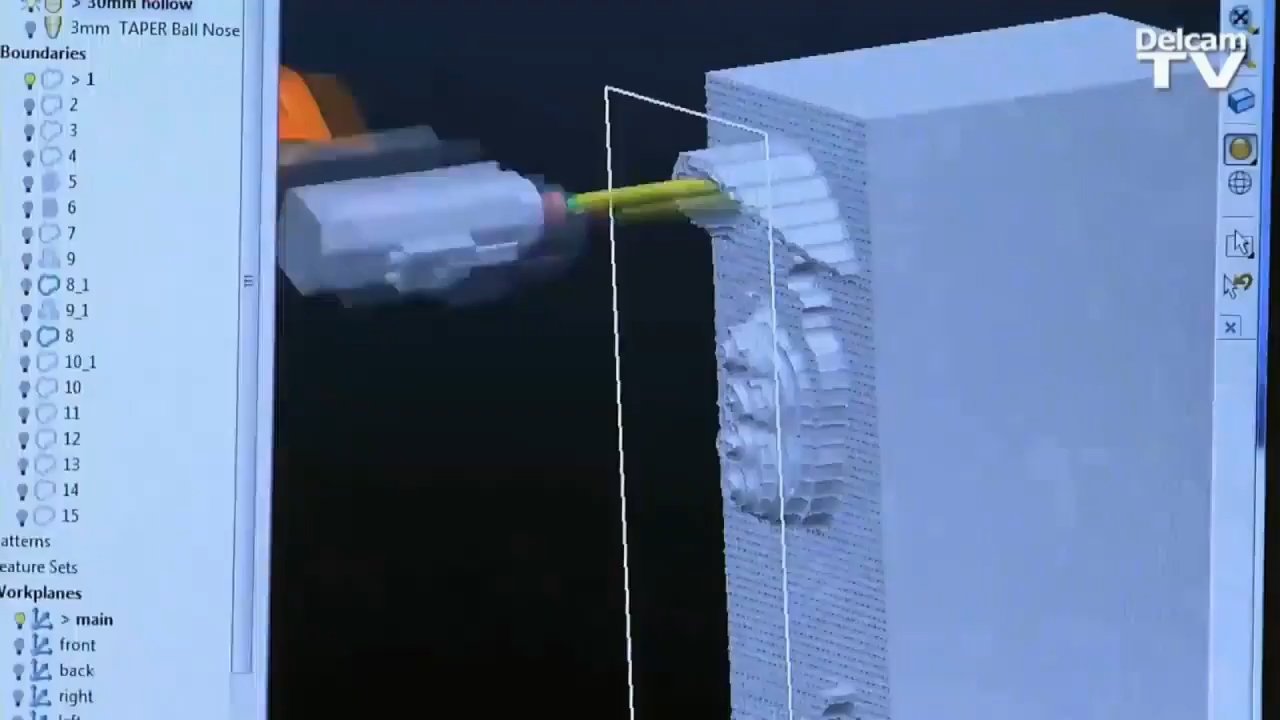 > 30mm hollow
3mm TAPER Ball Nose
Boundaries
> 1
2
3
4
5
6
7
9
8_1
9_1
8
10_1
10
11
12
13
14
15
atterns
eature Sets
Workplanes
> main
front
back
right
Delcam
TV